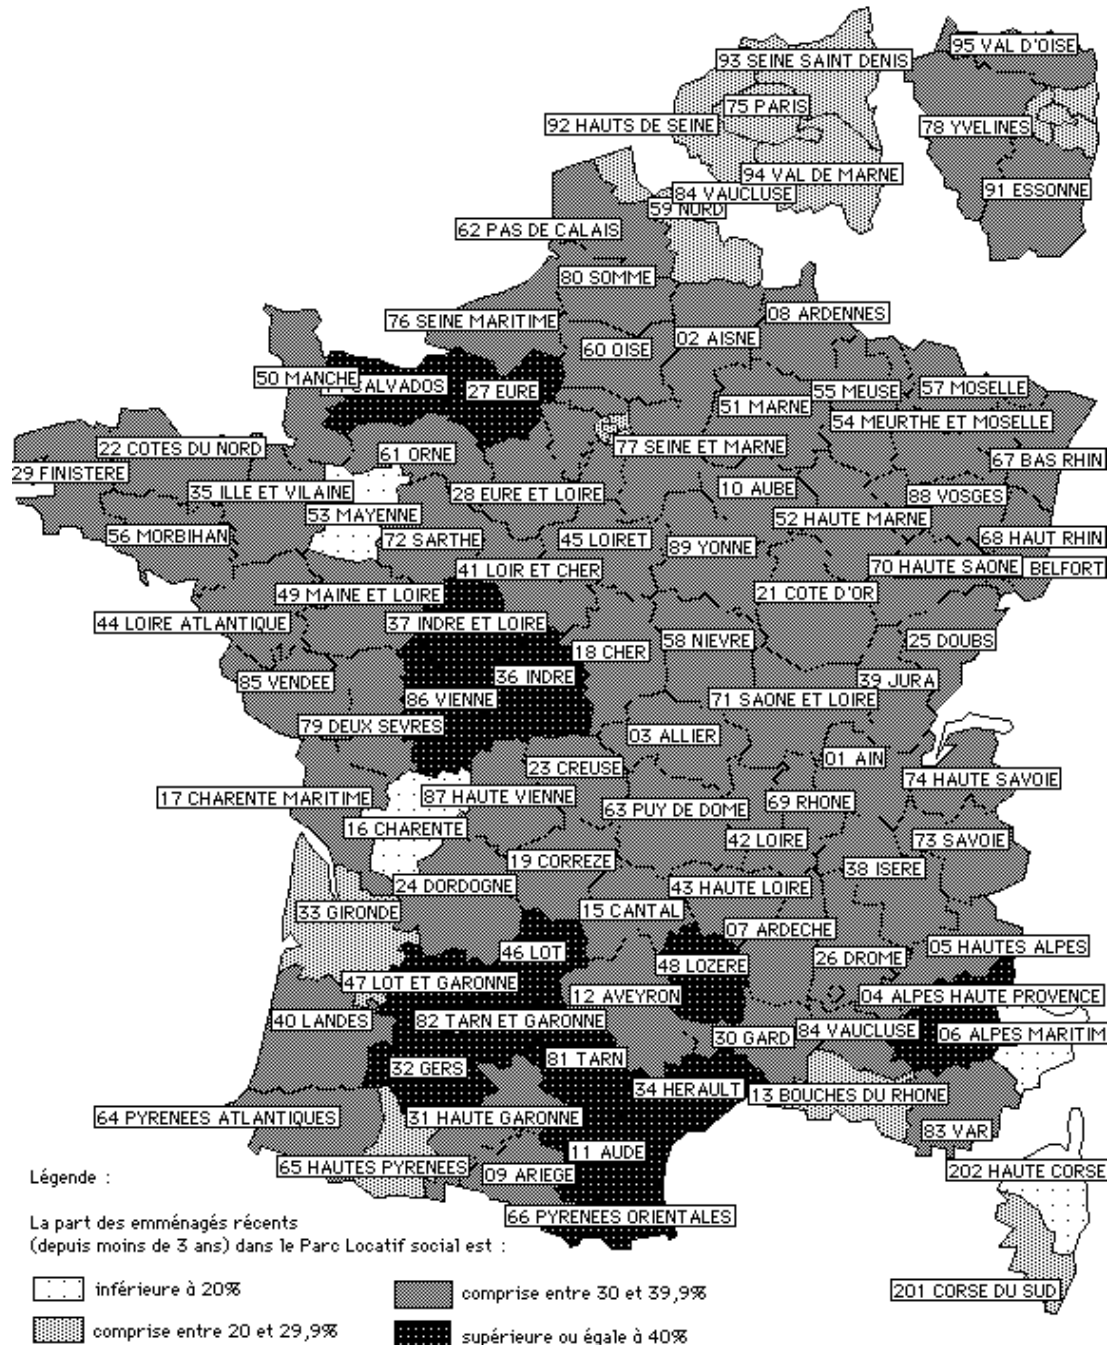 95 VAL D'OISE
93 SEINE SAINT DENIS
75 PARIS
92 HAUTS DE SEINE
78 YVELINES
94 VAL DE MARNE
91 ESSONNE
84 VAUCLUSE
59 NORD
62 PAS DE CALAIS
80 SOMME
08 ARDENNES
76 SEINE MARITIME
02 AISNE
60 OISE
50 MANCHE
CALVADOS
27 EURE
55 MEUSE
57 MOSELLE
51 MARNE
54 MEURTHE ET MOSELLE
22 COTES DU NORD
61 ORNE
77 SEINE ET MARNE
67 BAS RHIN
29 FINISTERE
35 ILLE ET VILAINE
28 EURE ET LOIRE
10 AUBE
88 VOSGES
53 MAYENNE
52 HAUTE MARNE
56 MORBIHAN
72 SARTHE
45 LOIRET
89 YONNE
68 HAUT RHIN
41 LOIR ET CHER
70 HAUTE SAONE
BELFORT
49 MAINE ET LOIRE
21 COTE D'OR
44 LOIRE ATLANTIQUE
37 INDRE ET LOIRE
18 CHER
58 NIEVRE
25 DOUBS
85 VENDEE
36 INDRE
39 JURA
86 VIENNE
71 SAONE ET LOIRE
79 DEUX SEVRES
03 ALLIER
01 AIN
23 CREUSE
74 HAUTE SAVOIE
17 CHARENTE MARITIME
87 HAUTE VIENNE
63 PUY DE DOME
69 RHONE
16 CHARENTE
42 LOIRE
73 SAVOIE
19 CORREZE
38 ISERE
24 DORDOGNE
43 HAUTE LOIRE
33 GIRONDE
15 CANTAL
07 ARDECHE
46 LOT
05 HAUTES ALPES
48 LOZERE
26 DROME
47 LOT ET GARONNE
12 AVEYRON
04 ALPES HAUTE PROVENCE
40 LANDES
82 TARN ET GARONNE
30 GARD
84 VAUCLUSE
06 ALPES MARITIM
32 GERS
81 TARN
34 HERAULT
13 BOUCHES DU RHONE
64 PYRENEES ATLANTIQUES
31 HAUTE GARONNE
83 VAR
11 AUDE
65 HAUTES PYRENEES
09 ARIEGE
202 HAUTE CORSE
66 PYRENEES ORIENTALES
201 CORSE DU SUD
Légende :
La part des emménagés récents
(depuis moins de 3 ans) dans le Parc Locatif social est :
inférieure à 20%
comprise entre 30 et 39,9%
comprise entre 20 et 29,9%
supérieure ou égale à 40%